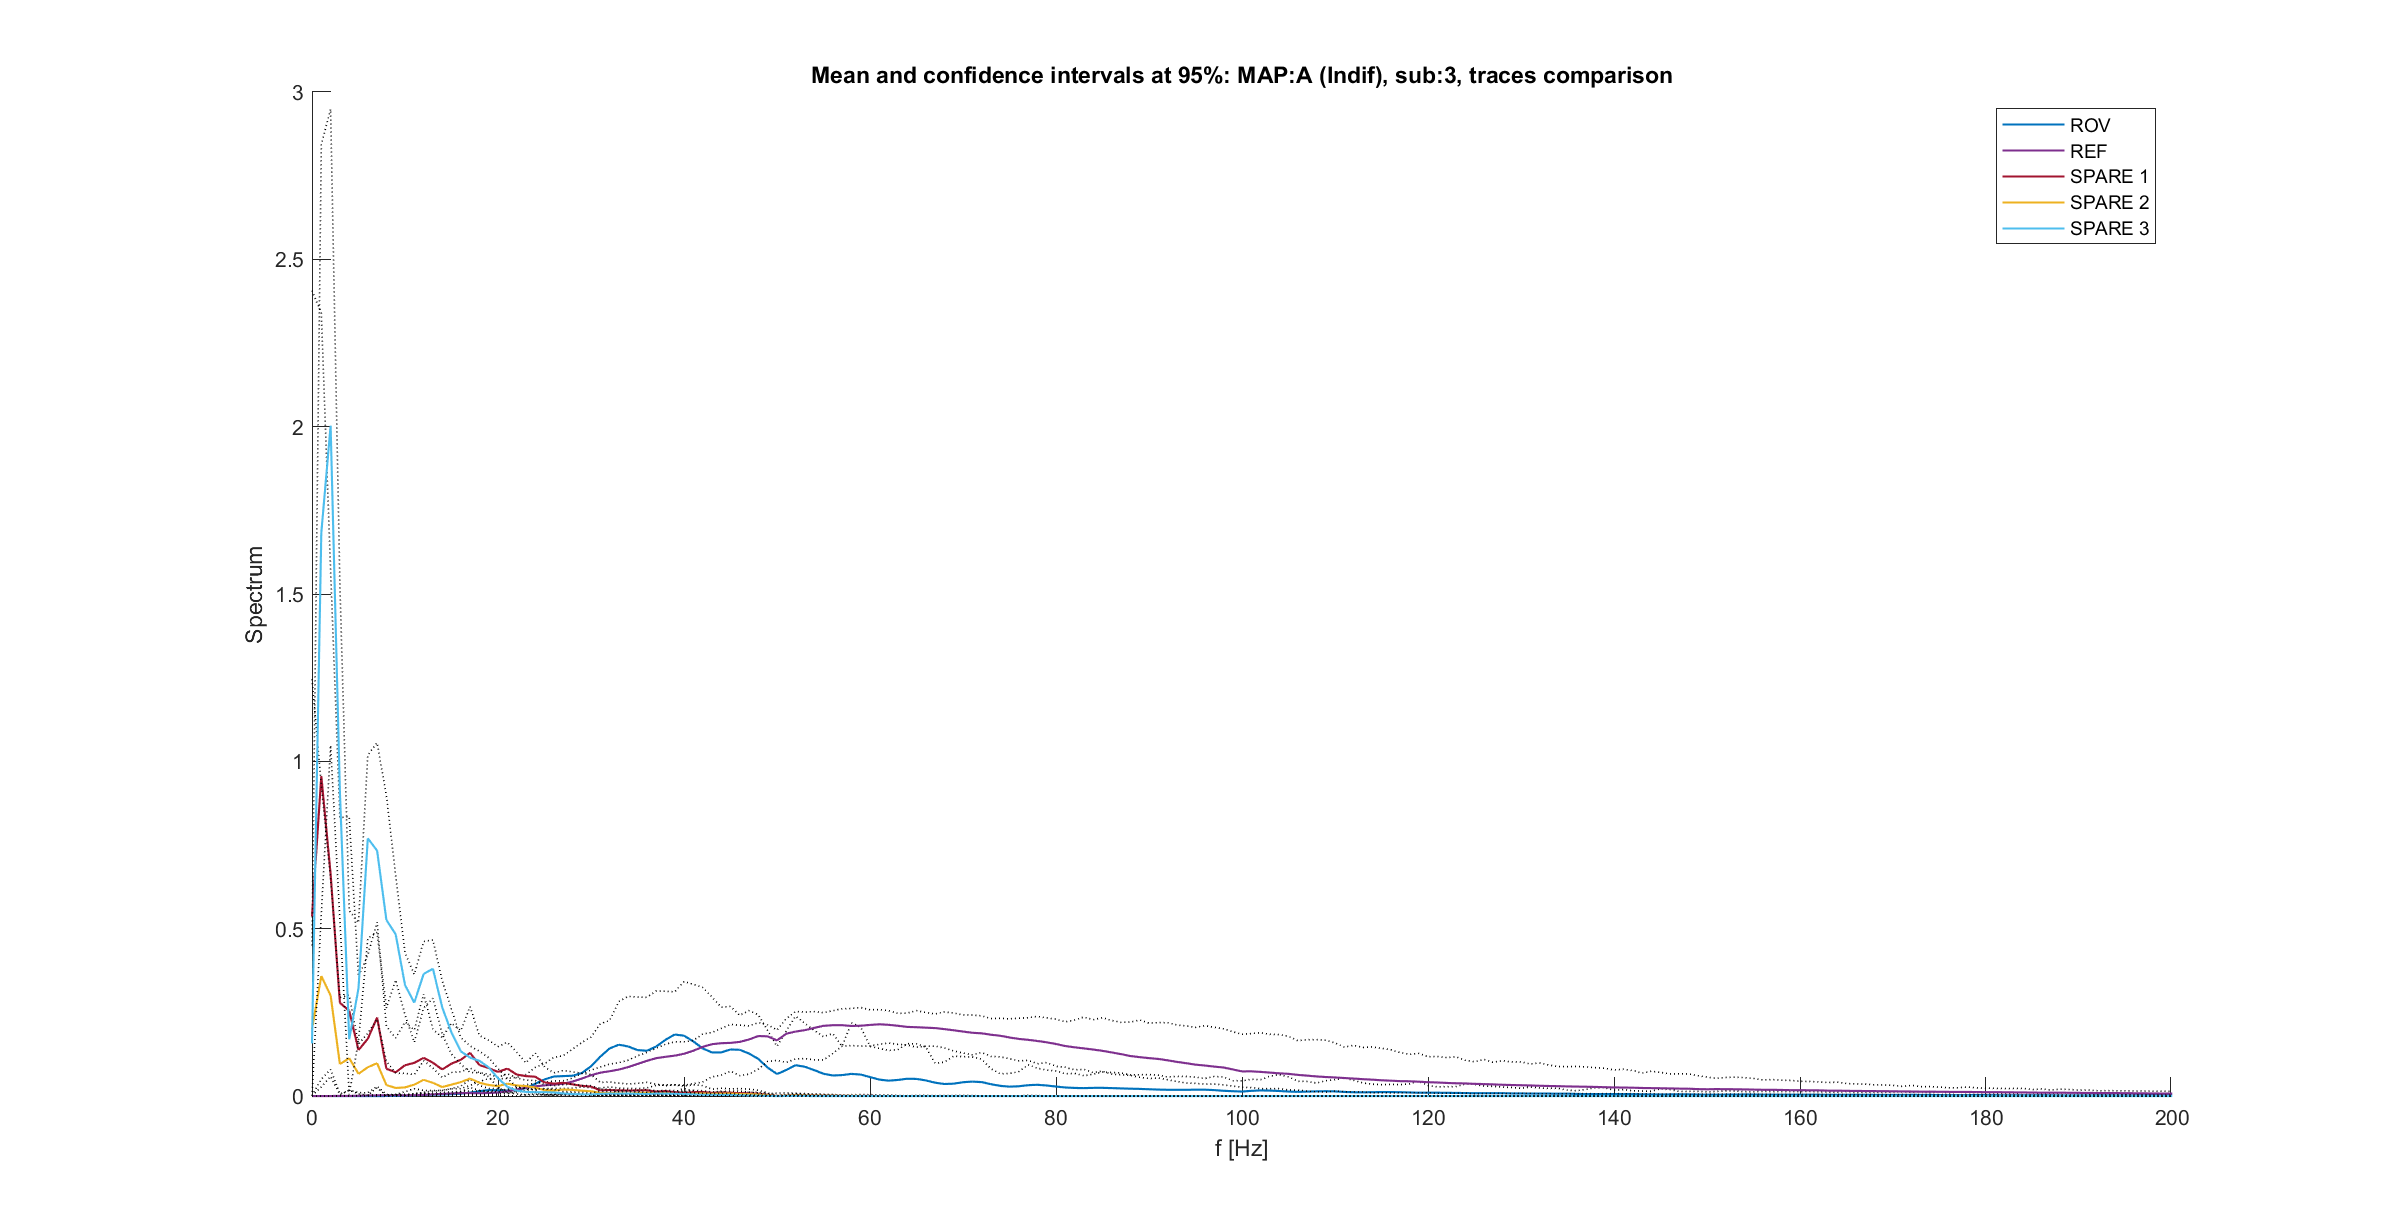 Mean and confidence intervals at 95%: MAP:A (Indif), sub:3, traces comparison
3
2.5
2
1.5
1
0.5
0
Spectrum
ROV
REF
SPARE 1
SPARE 2
SPARE 3
0 20 40 60 80 100 120 140 160 180 200
f [Hz]